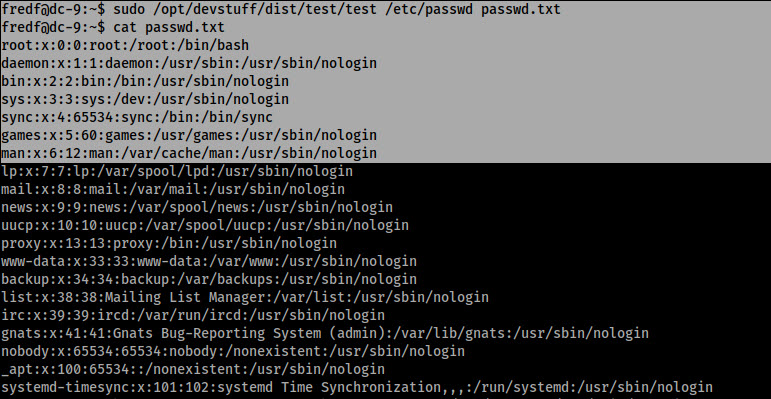 fredf@dc-9:~$ sudo /opt/devstuff/dist/test/test /etc/passwd passwd.txt
fredf@dc-9:~$ cat passwd.txt
root:x:0:0:root:/root:/bin/bash
daemon:x:1:1:daemon:/usr/sbin:/usr/sbin/nologin
bin:x:2:2:bin:/bin:/usr/sbin/nologin
sys:x:3:3:sys:/dev:/usr/sbin/nologin
sync:x:4:65534:sync:/bin:/bin/sync
games:x:5:60:games:/usr/games:/usr/sbin/nologin
man:x:6:12:man:/var/cache/man:/usr/sbin/nologin
lp:x:7:7:lp:/var/spool/lpd:/usr/sbin/nologin
mail:x:8:8:mail:/var/mail:/usr/sbin/nologin
news:x:9:9:news:/var/spool/news:/usr/sbin/nologin
uucp:x:10:10:uucp:/var/spool/uucp:/usr/sbin/nologin
proxy:x:13:13:proxy:/bin:/usr/sbin/nologin
www-data:x:33:33:www-data:/var/www:/usr/sbin/nologin
backup:x:34:34:backup:/var/backups:/usr/sbin/nologin
list:x:38:38:Mailing List Manager:/var/list:/usr/sbin/nologin
irc:x:39:39:ircd:/var/run/ircd:/usr/sbin/nologin
gnats:x:41:41:Gnats Bug-Reporting System (admin):/var/lib/gnats:/usr/sbin/nologin
nobody:x:65534:65534:nobody:/nonexistent:/usr/sbin/nologin
_apt:x:100:65534::/nonexistent:/usr/sbin/nologin
systemd-timesync:x:101:102:systemd Time Synchronization,,,:/run/systemd:/usr/sbin/nologin